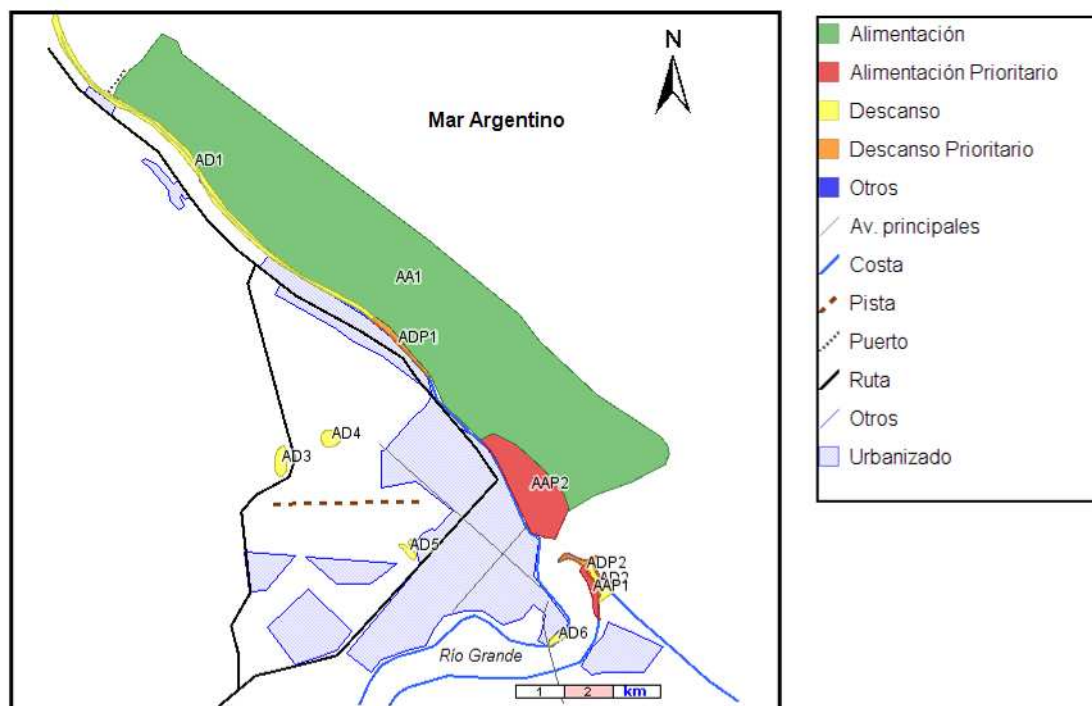 N
Mar Argentino
AD1
AA1
ADP1
AD4
AD3
AAP2
AD5
ADP2
AD2
AAP1
AD6
Río Grande
1 2 km
Alimentación
Alimentación Prioritario
Descanso
Descanso Prioritario
Otros
Av. principales
Costa
Pista
Puerto
Ruta
Otros
Urbanizado